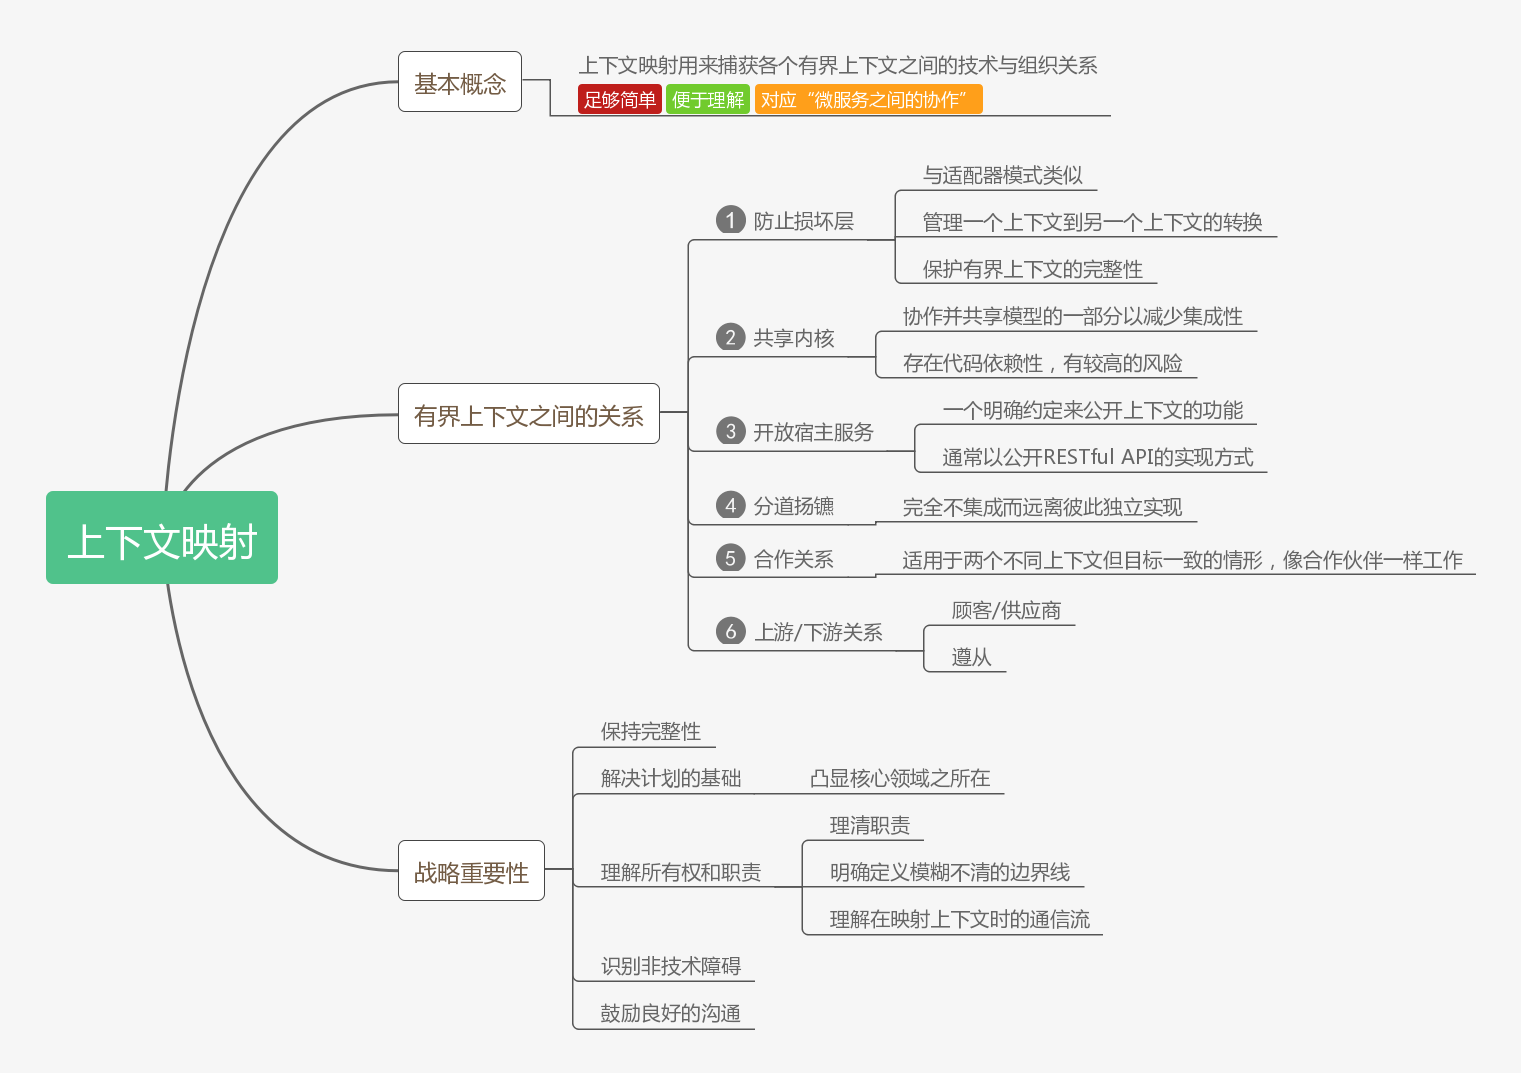 上下文映射
基本概念
上下文映射用来捕获各个有界上下文之间的技术与组织关系
足够简单 便于理解 对应“微服务之间的协作”
有界上下文之间的关系
1 防止损坏层
与适配器模式类似
管理一个上下文到另一个上下文的转换
保护有界上下文的完整性
2 共享内核
协作并共享模型的一部分以减少集成性
存在代码依赖性，有较高的风险
3 开放宿主服务
一个明确约定来公开上下文的功能
通常以公开RESTful API的实现方式
4 分道扬镳
完全不集成而远离彼此独立实现
5 合作关系
适用于两个不同上下文但目标一致的情形，像合作伙伴一样工作
6 上游/下游关系
顾客/供应商
遵从
战略重要性
保持完整性
解决计划的基础
凸显核心领域之所在
理解所有权和职责
理清职责
明确定义模糊不清的边界线
理解在映射上下文时的通信流
识别非技术障碍
鼓励良好的沟通